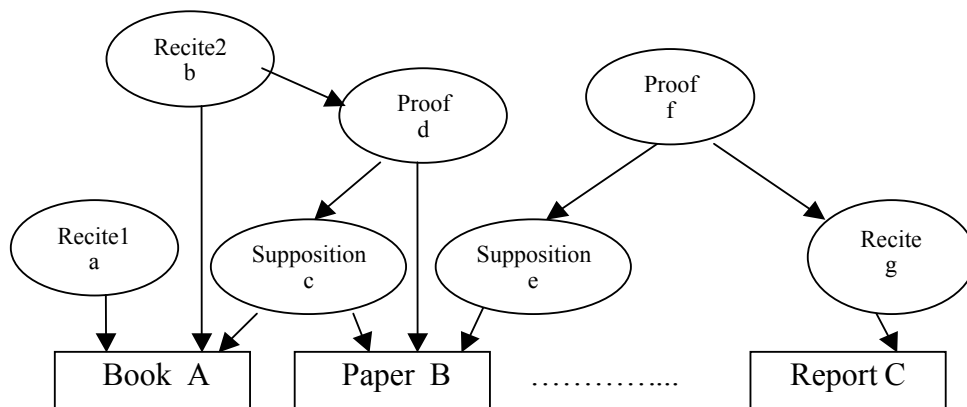 Recite2
b
Proof
d
Proof
f
Recite1
a
Supposition
c
Supposition
e
Recite
g
Book A
Paper B
…………....
Report C